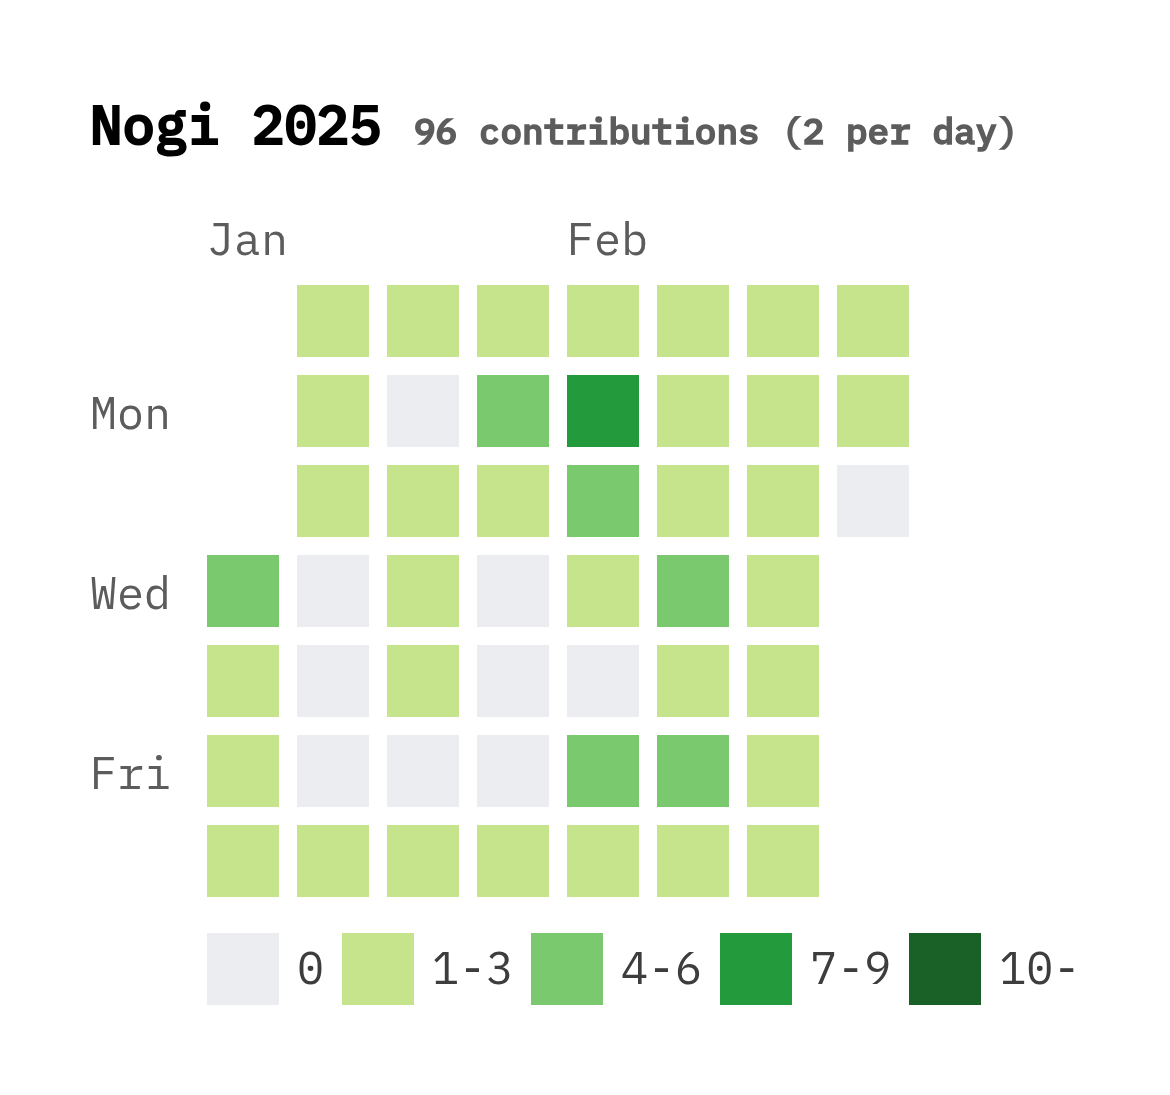 Nogi 2025 96 contributions (2 per day)
Jan Feb
Mon
Wed
Fri
0 1-3 4-6 7-9 10-